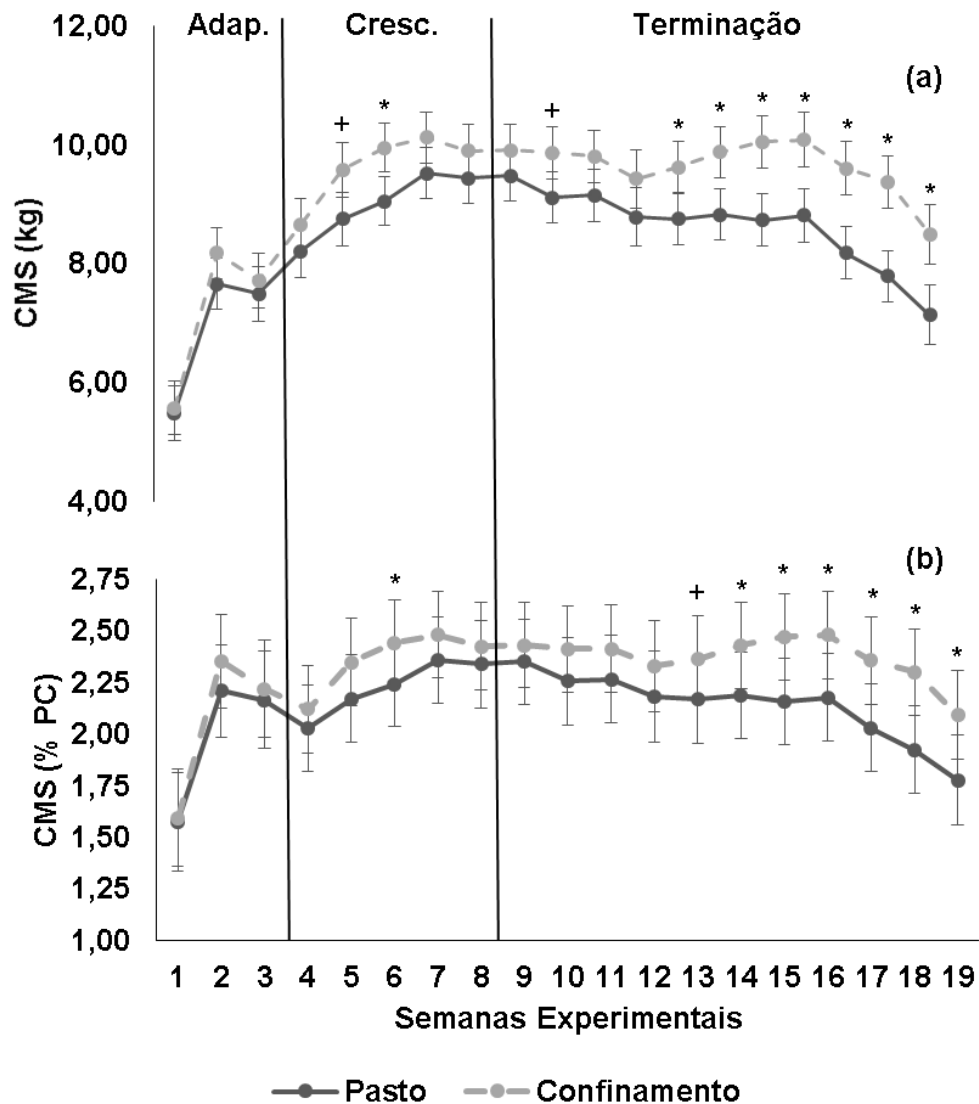 Adap. Cresc. Terminação
(a)
CMS (kg)
12,00
10,00
8,00
6,00
4,00
+ * + * * * * * * *
(b)
CMS (% PC)
2,75
2,50
2,25
2,00
1,75
1,50
1,25
1,00
* + * * * * * *
1 2 3 4 5 6 7 8 9 10 11 12 13 14 15 16 17 18 19
Semanas Experimentais
Pasto Confinamento